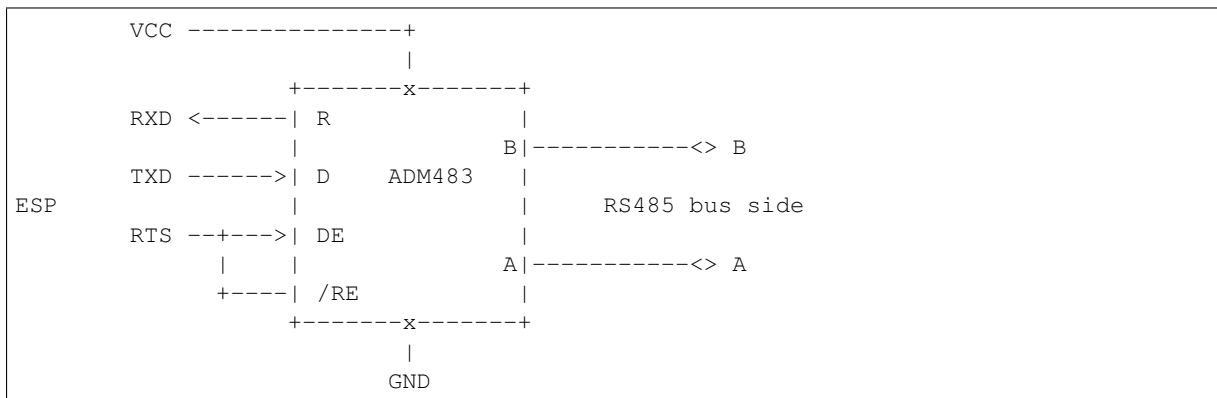 VCC ---------------+
|
+-------x-------+
RXD <------| R |
| B|-----------<> B
TXD ------>| D ADM483 |
ESP | | RS485 bus side
RTS --+--->| DE |
| | A|-----------<> A
+----| /RE |
+-------x-------+
|
GND